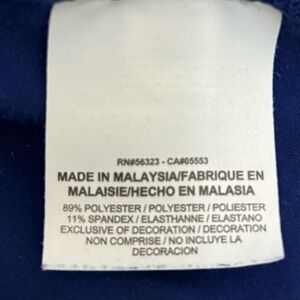 RN#56323 - CA#05553
MADE IN MALAYSIA/FABRIQUE EN
MALAISIE/HECHO EN MALASIA
89% POLYESTER / POLYESTER / POLIESTER
11% SPANDEX / ELASTHANNE / ELASTANO
EXCLUSIVE OF DECORATION / DECORATION
NON COMPRISE / NO INCLUYE LA
DECORACION